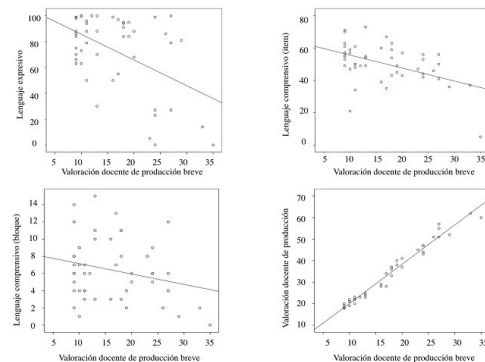 Lenguaje expresivo
100
80
60
40
20
0
5 10 15 20 25 30 35
Valoración docente de producción breve
Lenguaje comprensivo (item)
80
60
40
20
0
5 10 15 20 25 30 35
Valoración docente de producción breve
Lenguaje comprensivo (bloque)
14
12
10
8
6
4
2
0
5 10 15 20 25 30 35
Valoración docente de producción breve
Valoración docente de producción
70
60
50
40
30
20
10
5 10 15 20 25 30 35
Valoración docente de producción breve